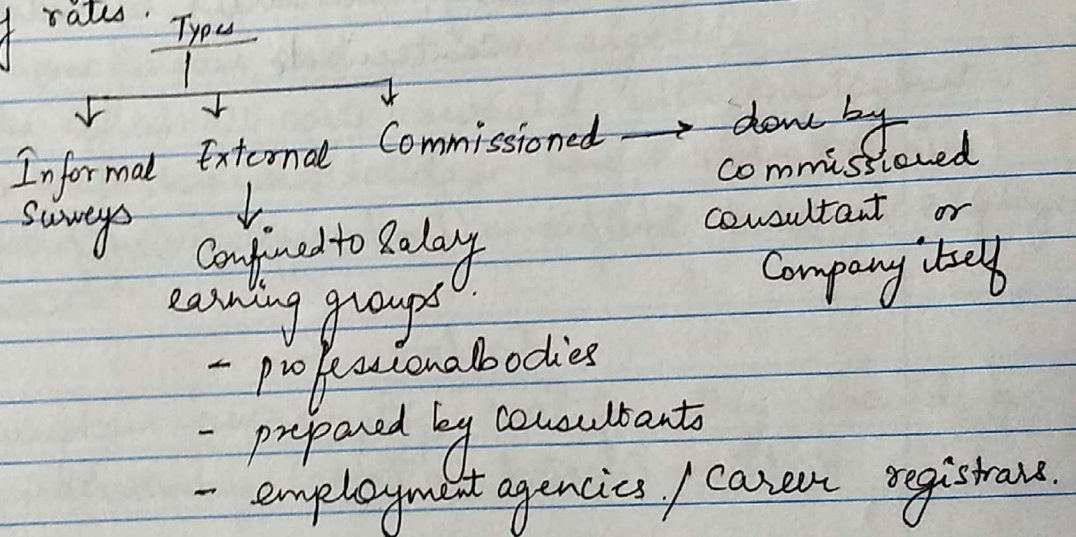 f rates.
Types
Informal Surveys
External
Commissioned → done by
commissioned
consultant or
Company itself
Confined to Salary
earning groups.
- professionalbodies
- prepared by consultants
- employment agencies. / Career registrars.